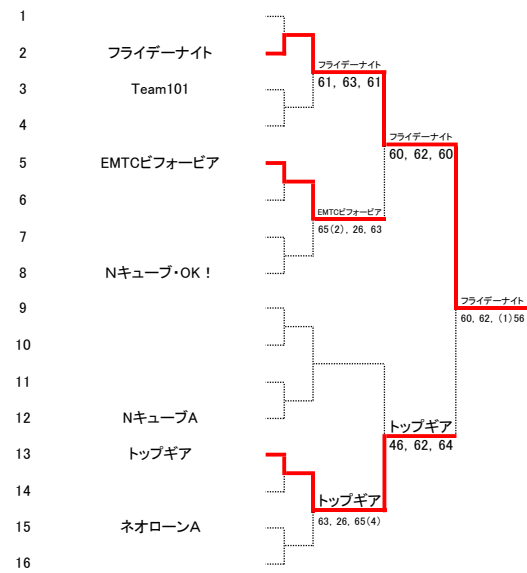 1
2 フライデーナイト
フライデーナイト
3 Team101
61, 63, 61
4
フライデーナイト
60, 62, 60
5 EMTCビフォービア
6
EMTCビフォービア
65(2), 26, 63
7
8 Nキューブ・OK!
9
フライデーナイト
60, 62, (1)56
10
11
12 NキューブA
トップギア
46, 62, 64
13 トップギア
14
トップギア
63, 26, 65(4)
15 ネオローンA
16